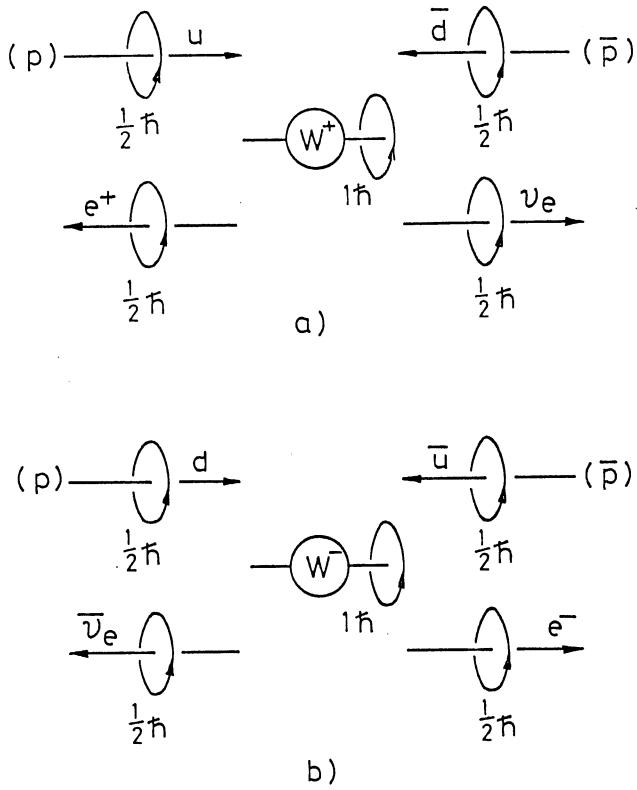 (p) u d̅ (p̅)
½ħ ½ħ
W⁺
1ħ
e⁺ νe
½ħ ½ħ
a)
(p) d u̅ (p̅)
½ħ ½ħ
W⁻
1ħ
ν̅e e⁻
½ħ ½ħ
b)